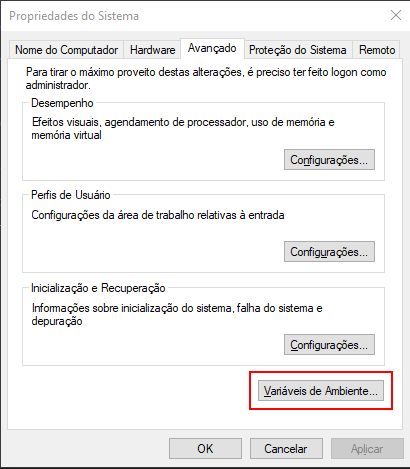 Propriedades do Sistema
Nome do Computador Hardware Avançado Proteção do Sistema Remoto
Para tirar o máximo proveito destas alterações, é preciso ter feito logon como
administrador.
Desempenho
Efeitos visuais, agendamento de processador, uso de memória e
memória virtual
Configurações...
Perfis de Usuário
Configurações da área de trabalho relativas à entrada
Configurações...
Inicialização e Recuperação
Informações sobre inicialização do sistema, falha do sistema e
depuração
Configurações...
Variáveis de Ambiente...
OK Cancelar Aplicar